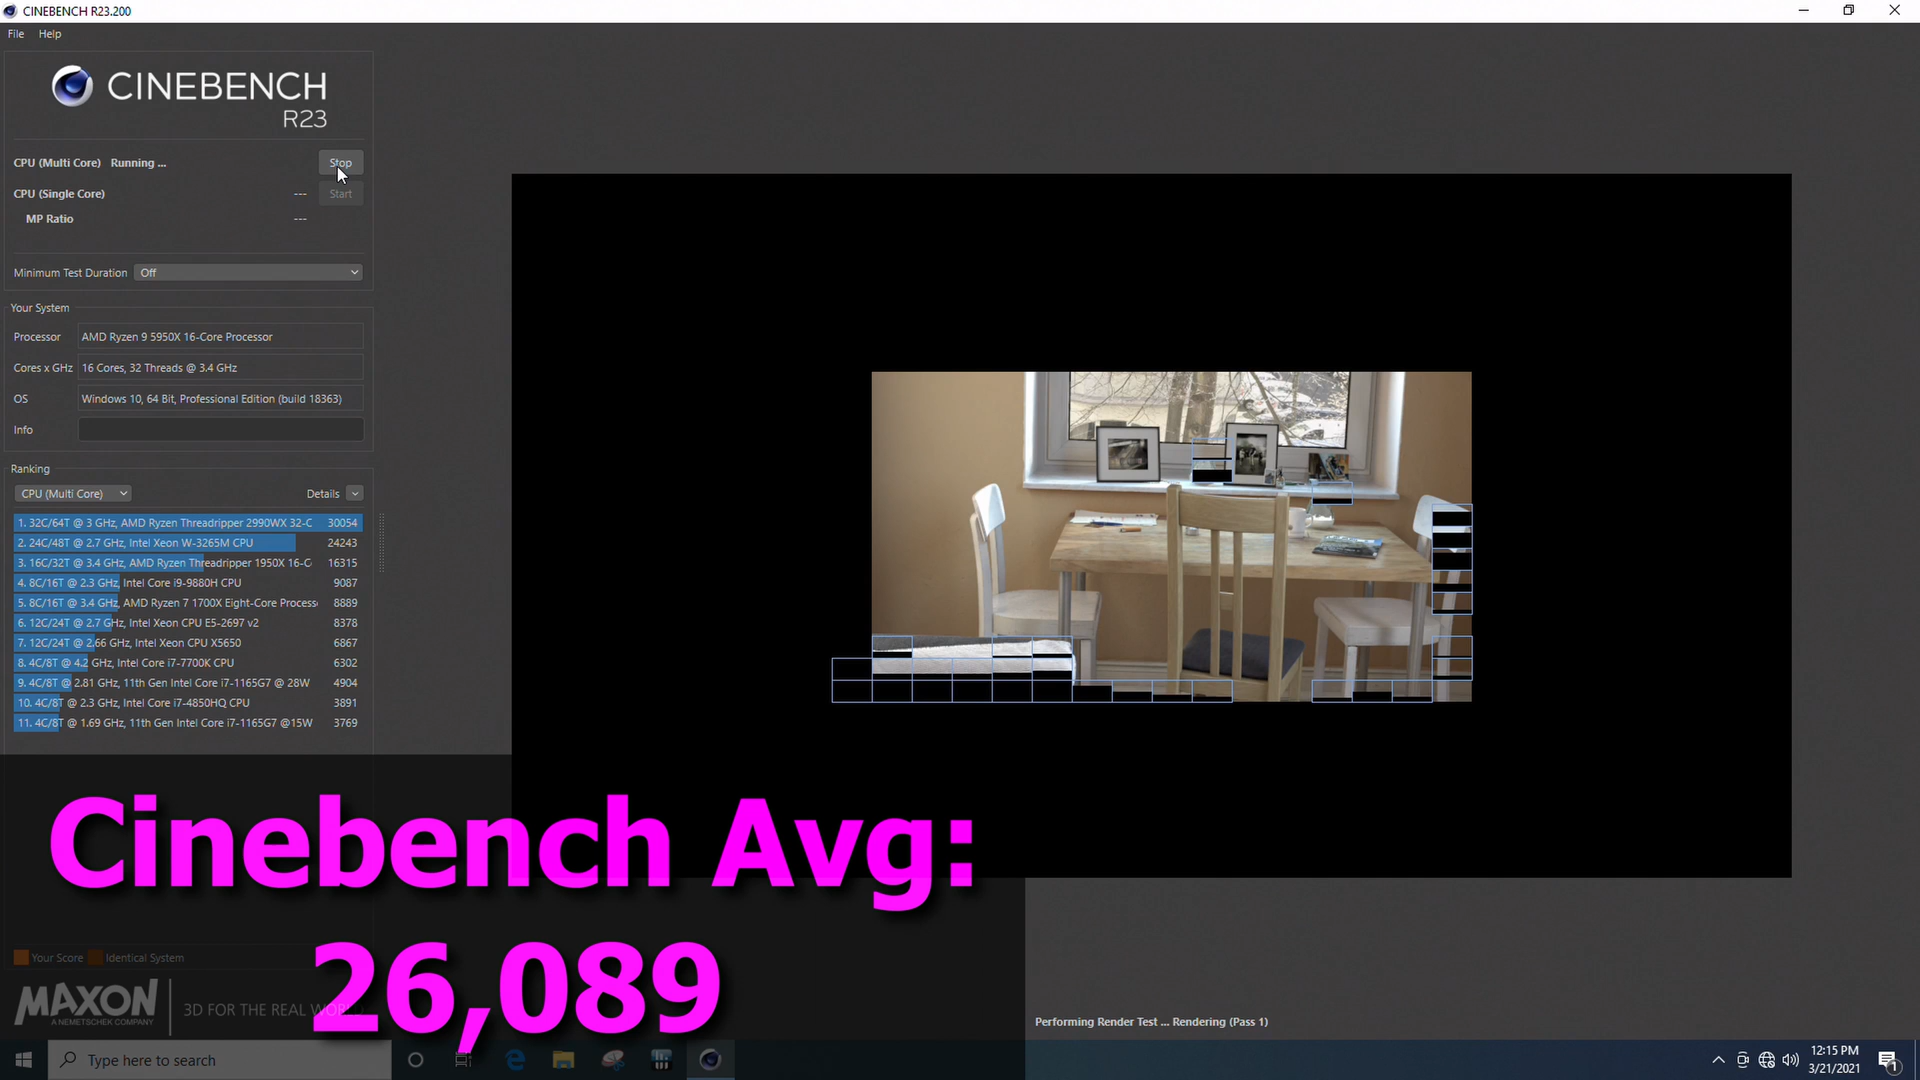 CINEBENCH R23.200
File Help
CINEBENCH
R23
CPU (Multi Core) Running ... Stop
CPU (Single Core) --- Start
MP Ratio ---
Minimum Test Duration Off
Your System
Processor AMD Ryzen 9 5950X 16-Core Processor
Cores x GHz 16 Cores, 32 Threads @ 3.4 GHz
OS Windows 10, 64 Bit, Professional Edition (build 18363)
Info
Ranking
CPU (Multi Core) Details
1. 32C/64T @ 3 GHz, AMD Ryzen Threadripper 2990WX 32-C 30054
2. 24C/48T @ 2.7 GHz, Intel Xeon W-3265M CPU 24243
3. 16C/32T @ 3.4 GHz, AMD Ryzen Threadripper 1950X 16-C 16315
4. 8C/16T @ 2.3 GHz, Intel Core i9-9880H CPU 9087
5. 8C/16T @ 3.4 GHz, AMD Ryzen 7 1700X Eight-Core Process 8889
6. 12C/24T @ 2.7 GHz, Intel Xeon CPU E5-2697 v2 8378
7. 12C/24T @ 2.66 GHz, Intel Xeon CPU X5650 6867
8. 4C/8T @ 4.2 GHz, Intel Core i7-7700K CPU 6302
9. 4C/8T @ 2.81 GHz, 11th Gen Intel Core i7-1165G7 @ 28W 4904
10. 4C/8T @ 2.3 GHz, Intel Core i7-4850HQ CPU 3891
11. 4C/8T @ 1.69 GHz, 11th Gen Intel Core i7-1165G7 @15W 3769
Cinebench Avg:
26,089
Your Score Identical System
MAXON
A NEMETSCHEK COMPANY
3D FOR THE REAL WORLD
Performing Render Test ... Rendering (Pass 1)
Type here to search
12:15 PM
3/21/2021
1